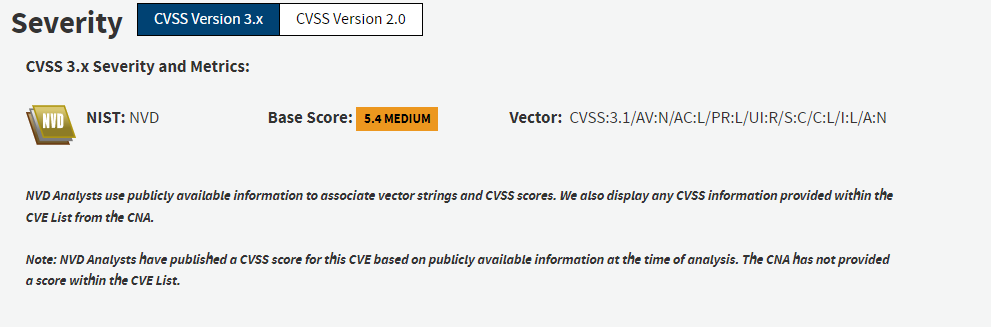 Severity CVSS Version 3.x CVSS Version 2.0
CVSS 3.x Severity and Metrics:
NVD NIST: NVD Base Score: 5.4 MEDIUM Vector: CVSS:3.1/AV:N/AC:L/PR:L/UI:R/S:C/C:L/I:L/A:N
NVD Analysts use publicly available information to associate vector strings and CVSS scores. We also display any CVSS information provided within the
CVE List from the CNA.
Note: NVD Analysts have published a CVSS score for this CVE based on publicly available information at the time of analysis. The CNA has not provided
a score within the CVE List.